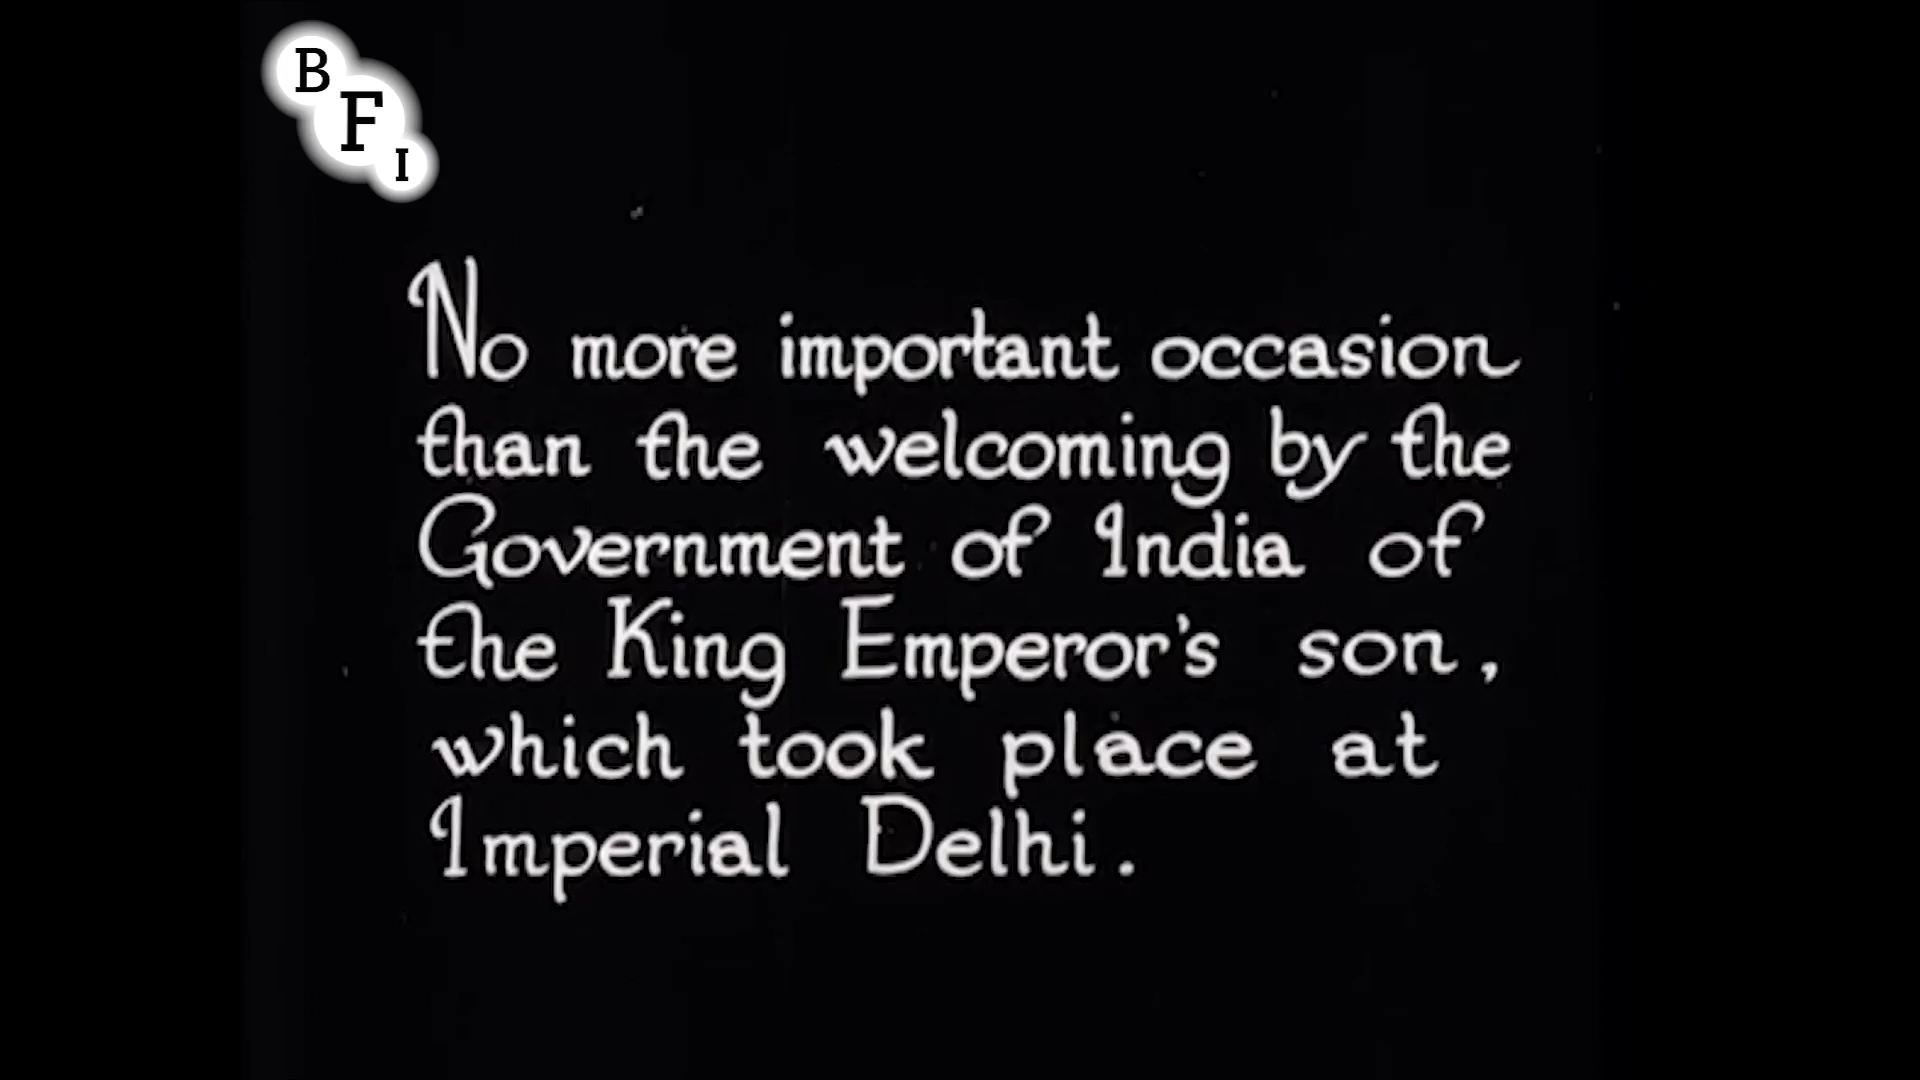 BFI
No more important occasion
than the welcoming by the
Government of India of
the King Emperor's son,
which took place at
Imperial Delhi.